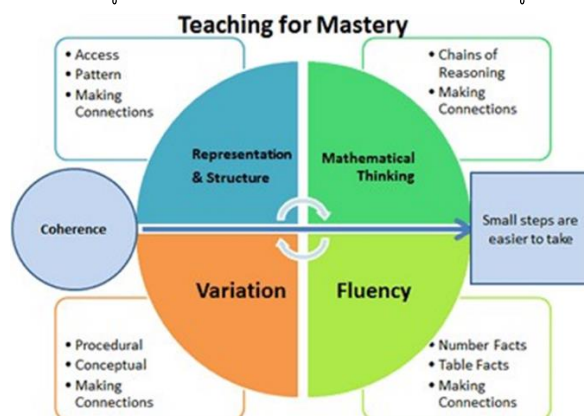 Teaching for Mastery
• Access
• Pattern
• Making
Connections
• Chains of
Reasoning
• Making
Connections
Representation
& Structure
Mathematical
Thinking
Coherence
Small steps are
easier to take
Variation
Fluency
• Procedural
• Conceptual
• Making
Connections
• Number Facts
• Table Facts
• Making
Connections